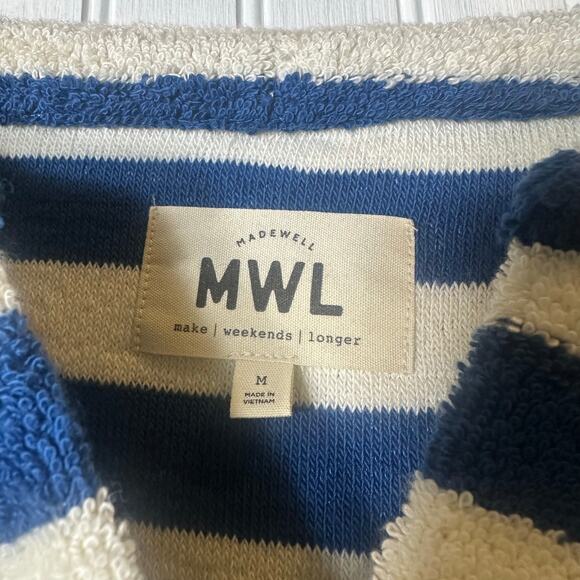 MADEWELL
MWL
make | weekends | longer
M
MADE IN
VIETNAM